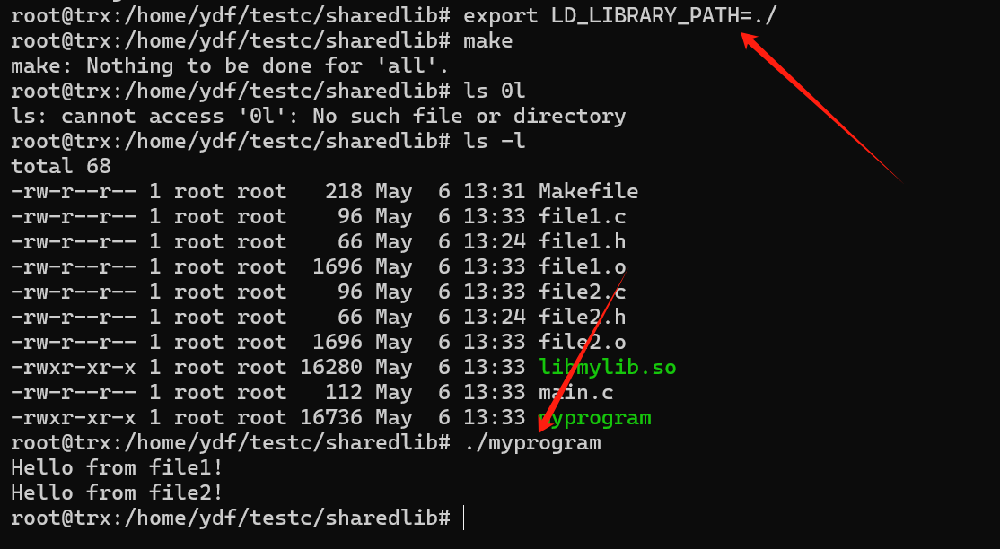 root@trx:/home/ydf/testc/sharedlib# export LD_LIBRARY_PATH=./
root@trx:/home/ydf/testc/sharedlib# make
make: Nothing to be done for 'all'.
root@trx:/home/ydf/testc/sharedlib# ls 0l
ls: cannot access '0l': No such file or directory
root@trx:/home/ydf/testc/sharedlib# ls -l
total 68
-rw-r--r-- 1 root root   218 May  6 13:31 Makefile
-rw-r--r-- 1 root root    96 May  6 13:33 file1.c
-rw-r--r-- 1 root root    66 May  6 13:24 file1.h
-rw-r--r-- 1 root root  1696 May  6 13:33 file1.o
-rw-r--r-- 1 root root    96 May  6 13:33 file2.c
-rw-r--r-- 1 root root    66 May  6 13:24 file2.h
-rw-r--r-- 1 root root  1696 May  6 13:33 file2.o
-rwxr-xr-x 1 root root 16280 May  6 13:33 libmylib.so
-rw-r--r-- 1 root root   112 May  6 13:33 main.c
-rwxr-xr-x 1 root root 16736 May  6 13:33 myprogram
root@trx:/home/ydf/testc/sharedlib# ./myprogram
Hello from file1!
Hello from file2!
root@trx:/home/ydf/testc/sharedlib#